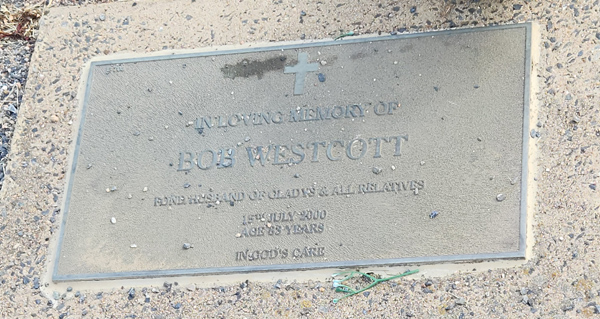 IN LOVING MEMORY OF
BOB WESTCOTT
FOND HUSBAND OF GLADYS & ALL RELATIVES
15TH JULY 2000
AGE 83 YEARS
IN GOD'S CARE